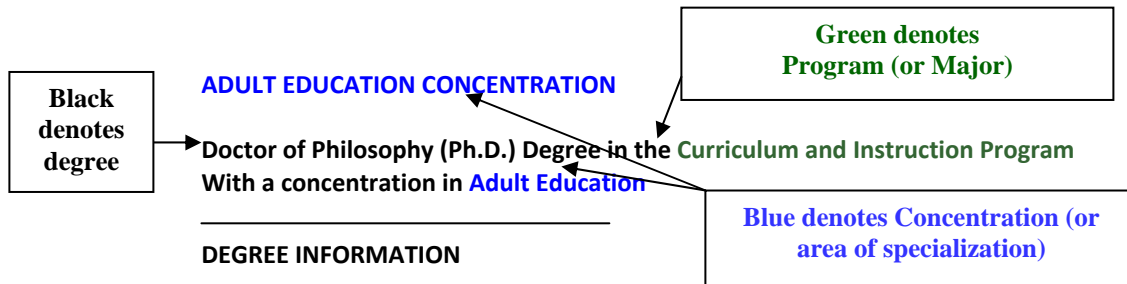 Green denotes
Program (or Major)
ADULT EDUCATION CONCENTRATION
Black
denotes
degree
Doctor of Philosophy (Ph.D.) Degree in the Curriculum and Instruction Program
With a concentration in Adult Education
Blue denotes Concentration (or
area of specialization)
DEGREE INFORMATION